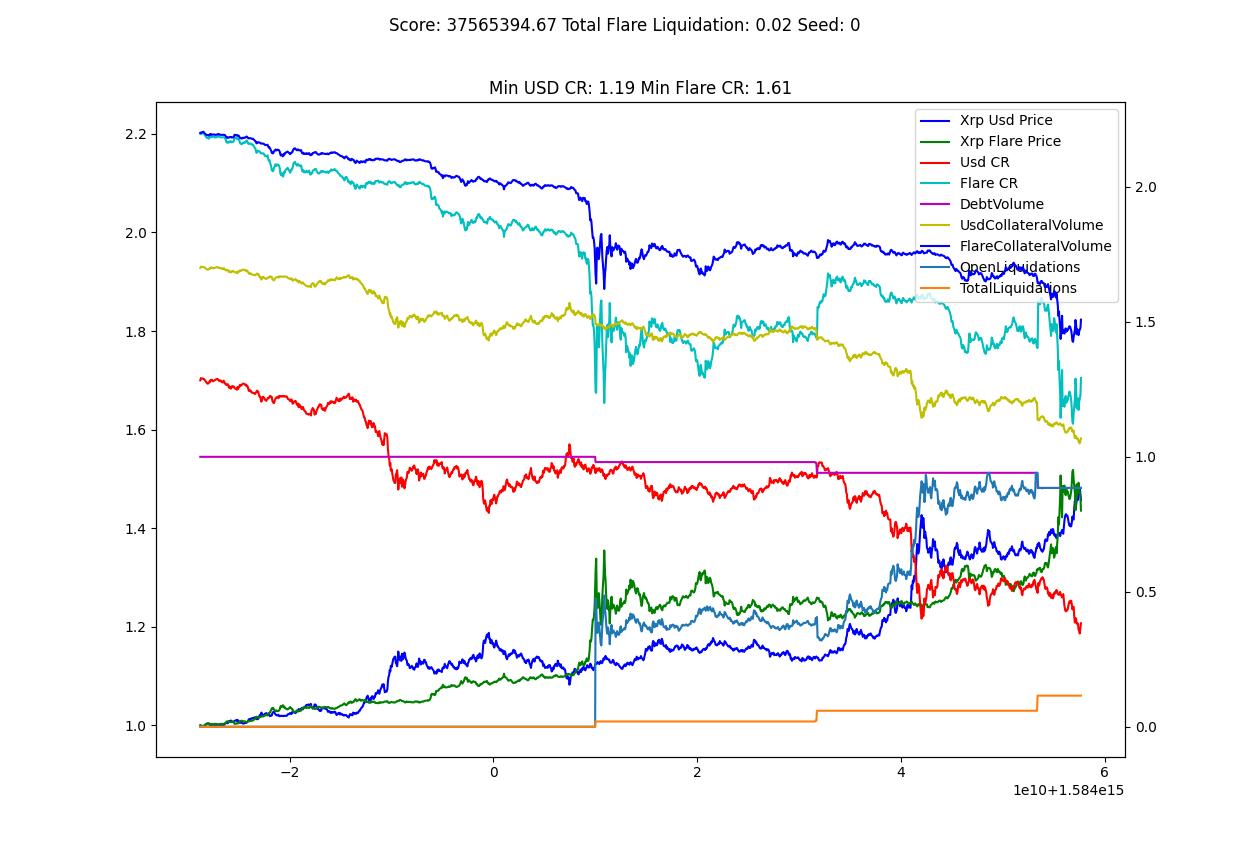 Score: 37565394.67 Total Flare Liquidation: 0.02 Seed: 0
Min USD CR: 1.19 Min Flare CR: 1.61
Xrp Usd Price
Xrp Flare Price
Usd CR
Flare CR
DebtVolume
UsdCollateralVolume
FlareCollateralVolume
OpenLiquidations
TotalLiquidations
2.2
2.0
1.8
1.6
1.4
1.2
1.0
2.0
1.5
1.0
0.5
0.0
−2
0
2
4
6
1e10+1.584e15